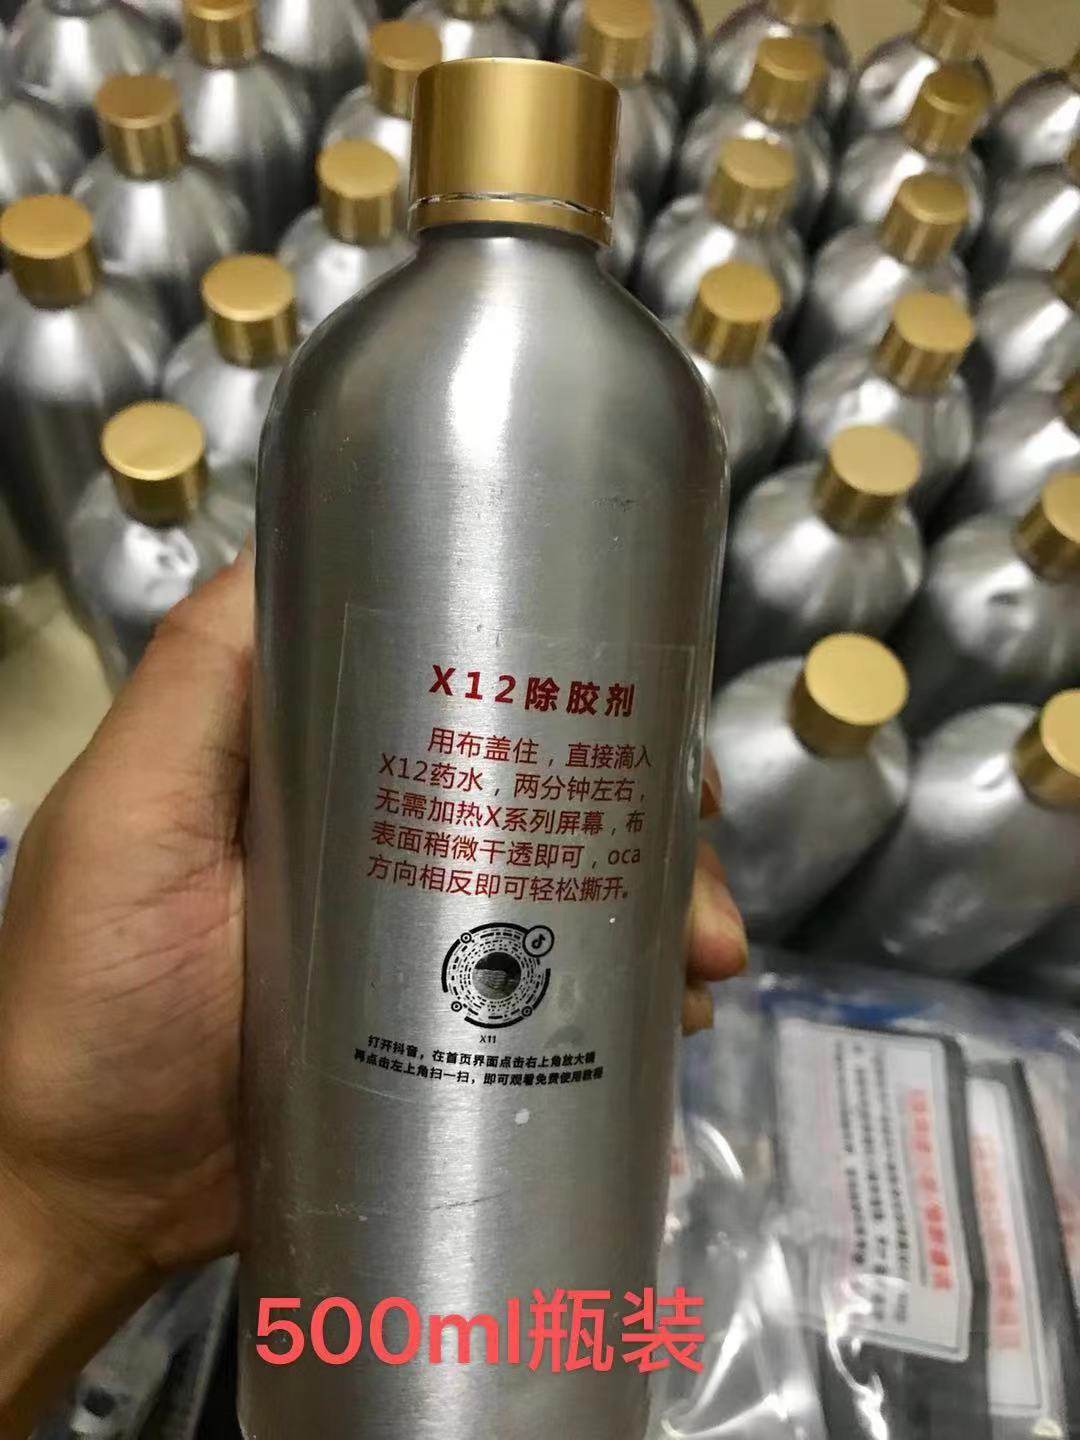 X12除胶剂
用布盖住，直接滴入
X12药水，两分钟左右，
无需加热X系列屏幕，布
表面稍微干透即可，oca
方向相反即可轻松撕开。
X11
打开抖音，在首页界面点击右上角放大镜
再点击左上角扫一扫，即可观看免费使用教程
500ml瓶装